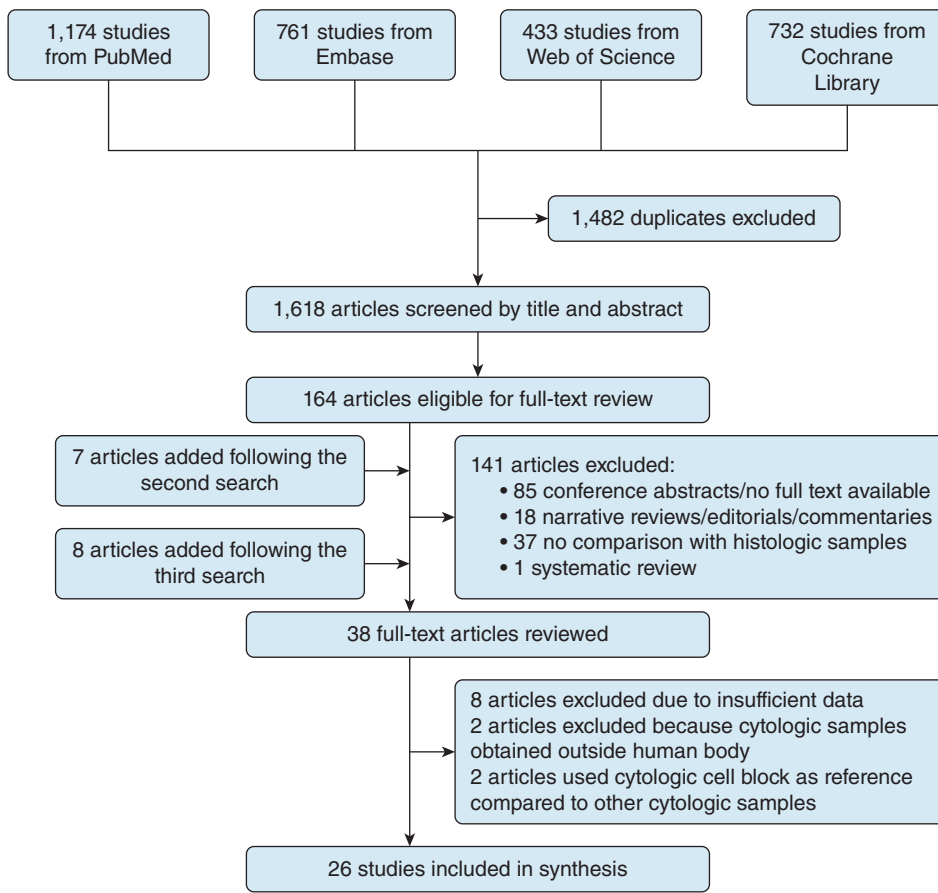 1,174 studies
from PubMed
761 studies from
Embase
433 studies from
Web of Science
732 studies from
Cochrane
Library
1,482 duplicates excluded
1,618 articles screened by title and abstract
164 articles eligible for full-text review
7 articles added following the
second search
141 articles excluded:
• 85 conference abstracts/no full text available
• 18 narrative reviews/editorials/commentaries
• 37 no comparison with histologic samples
• 1 systematic review
8 articles added following the
third search
38 full-text articles reviewed
8 articles excluded due to insufficient data
2 articles excluded because cytologic samples
obtained outside human body
2 articles used cytologic cell block as reference
compared to other cytologic samples
26 studies included in synthesis